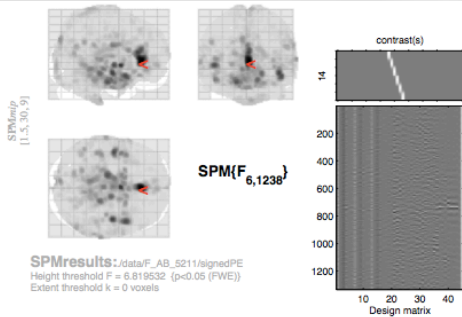 SPMmip
[1.5, 30, 9]
<
<
<
SPM{F6,1238}
SPMresults: ./data/F_AB_5211/signedPE
Height threshold F = 6.819532 {p<0.05 (FWE)}
Extent threshold k = 0 voxels
contrast(s)
14
200
400
600
800
1000
1200
10 20 30 40
Design matrix